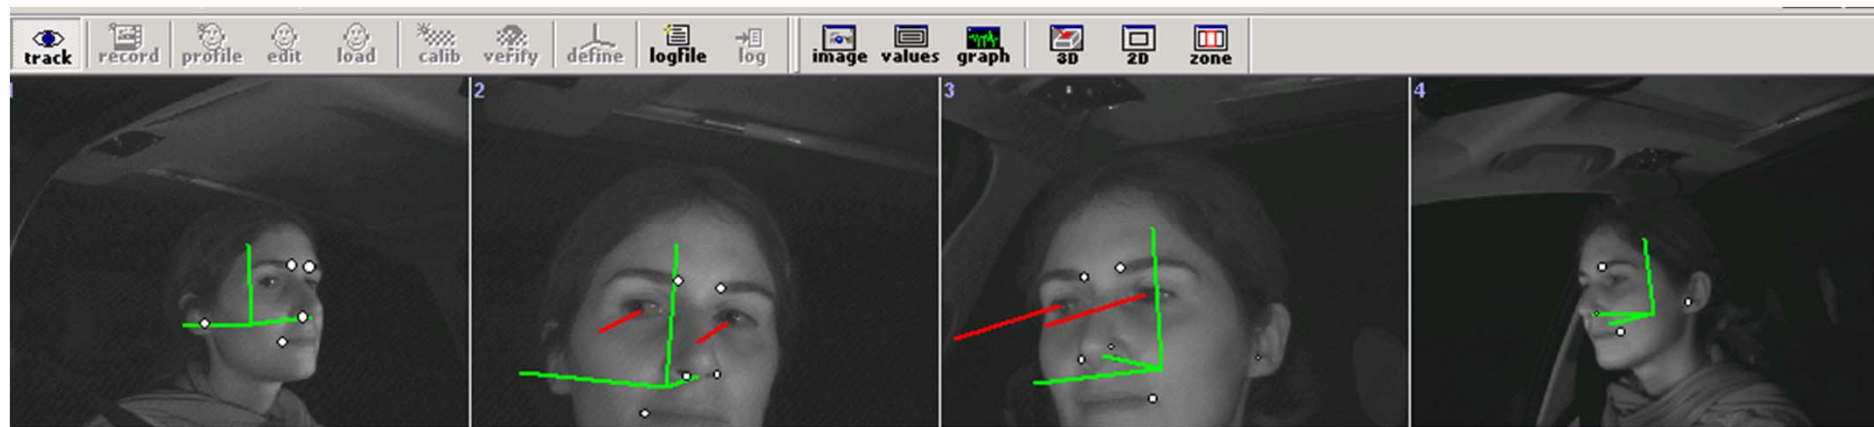 track record profile edit load calib verify define logfile log image values graph 3D 2D zone
1 2 3 4